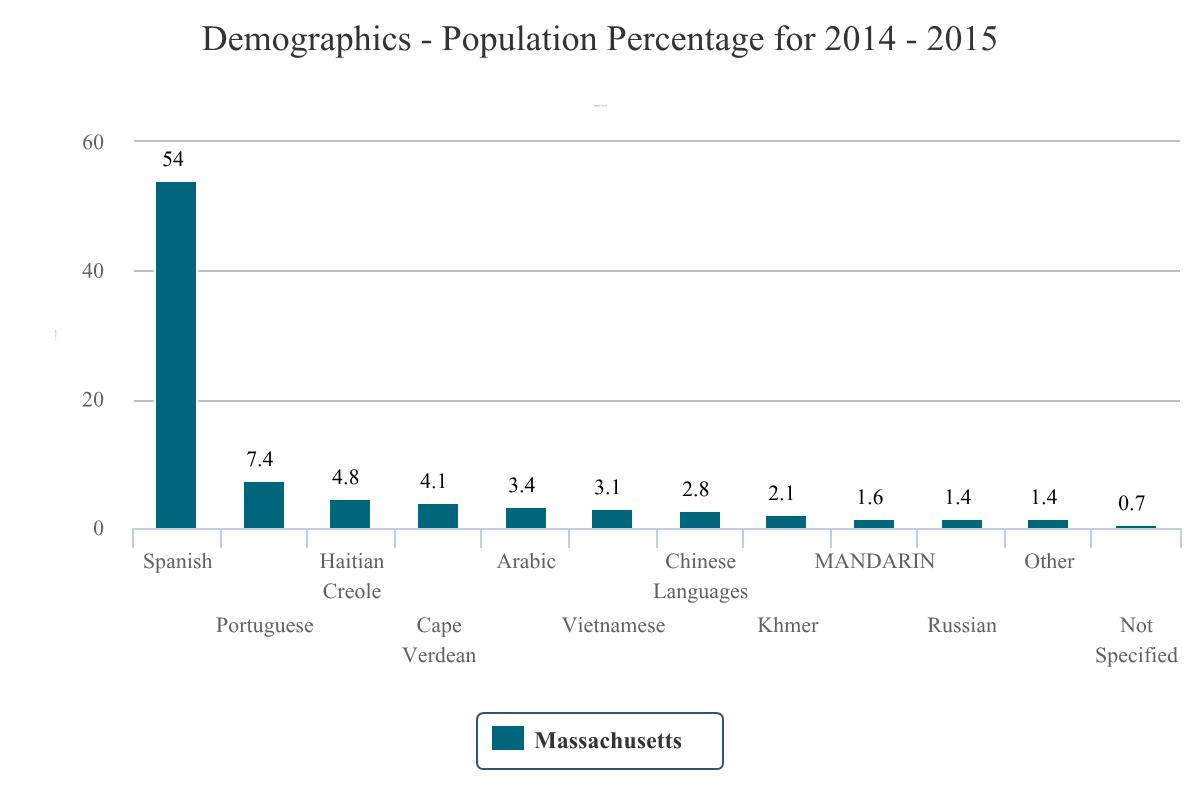 Demographics - Population Percentage for 2014 - 2015
60
54
40
20
7.4
4.8
4.1
3.4
3.1
2.8
2.1
1.6
1.4
1.4
0.7
0
Spanish
Haitian
Creole
Arabic
Chinese
Languages
MANDARIN
Other
Portuguese
Cape
Verdean
Vietnamese
Khmer
Russian
Not
Specified
Massachusetts